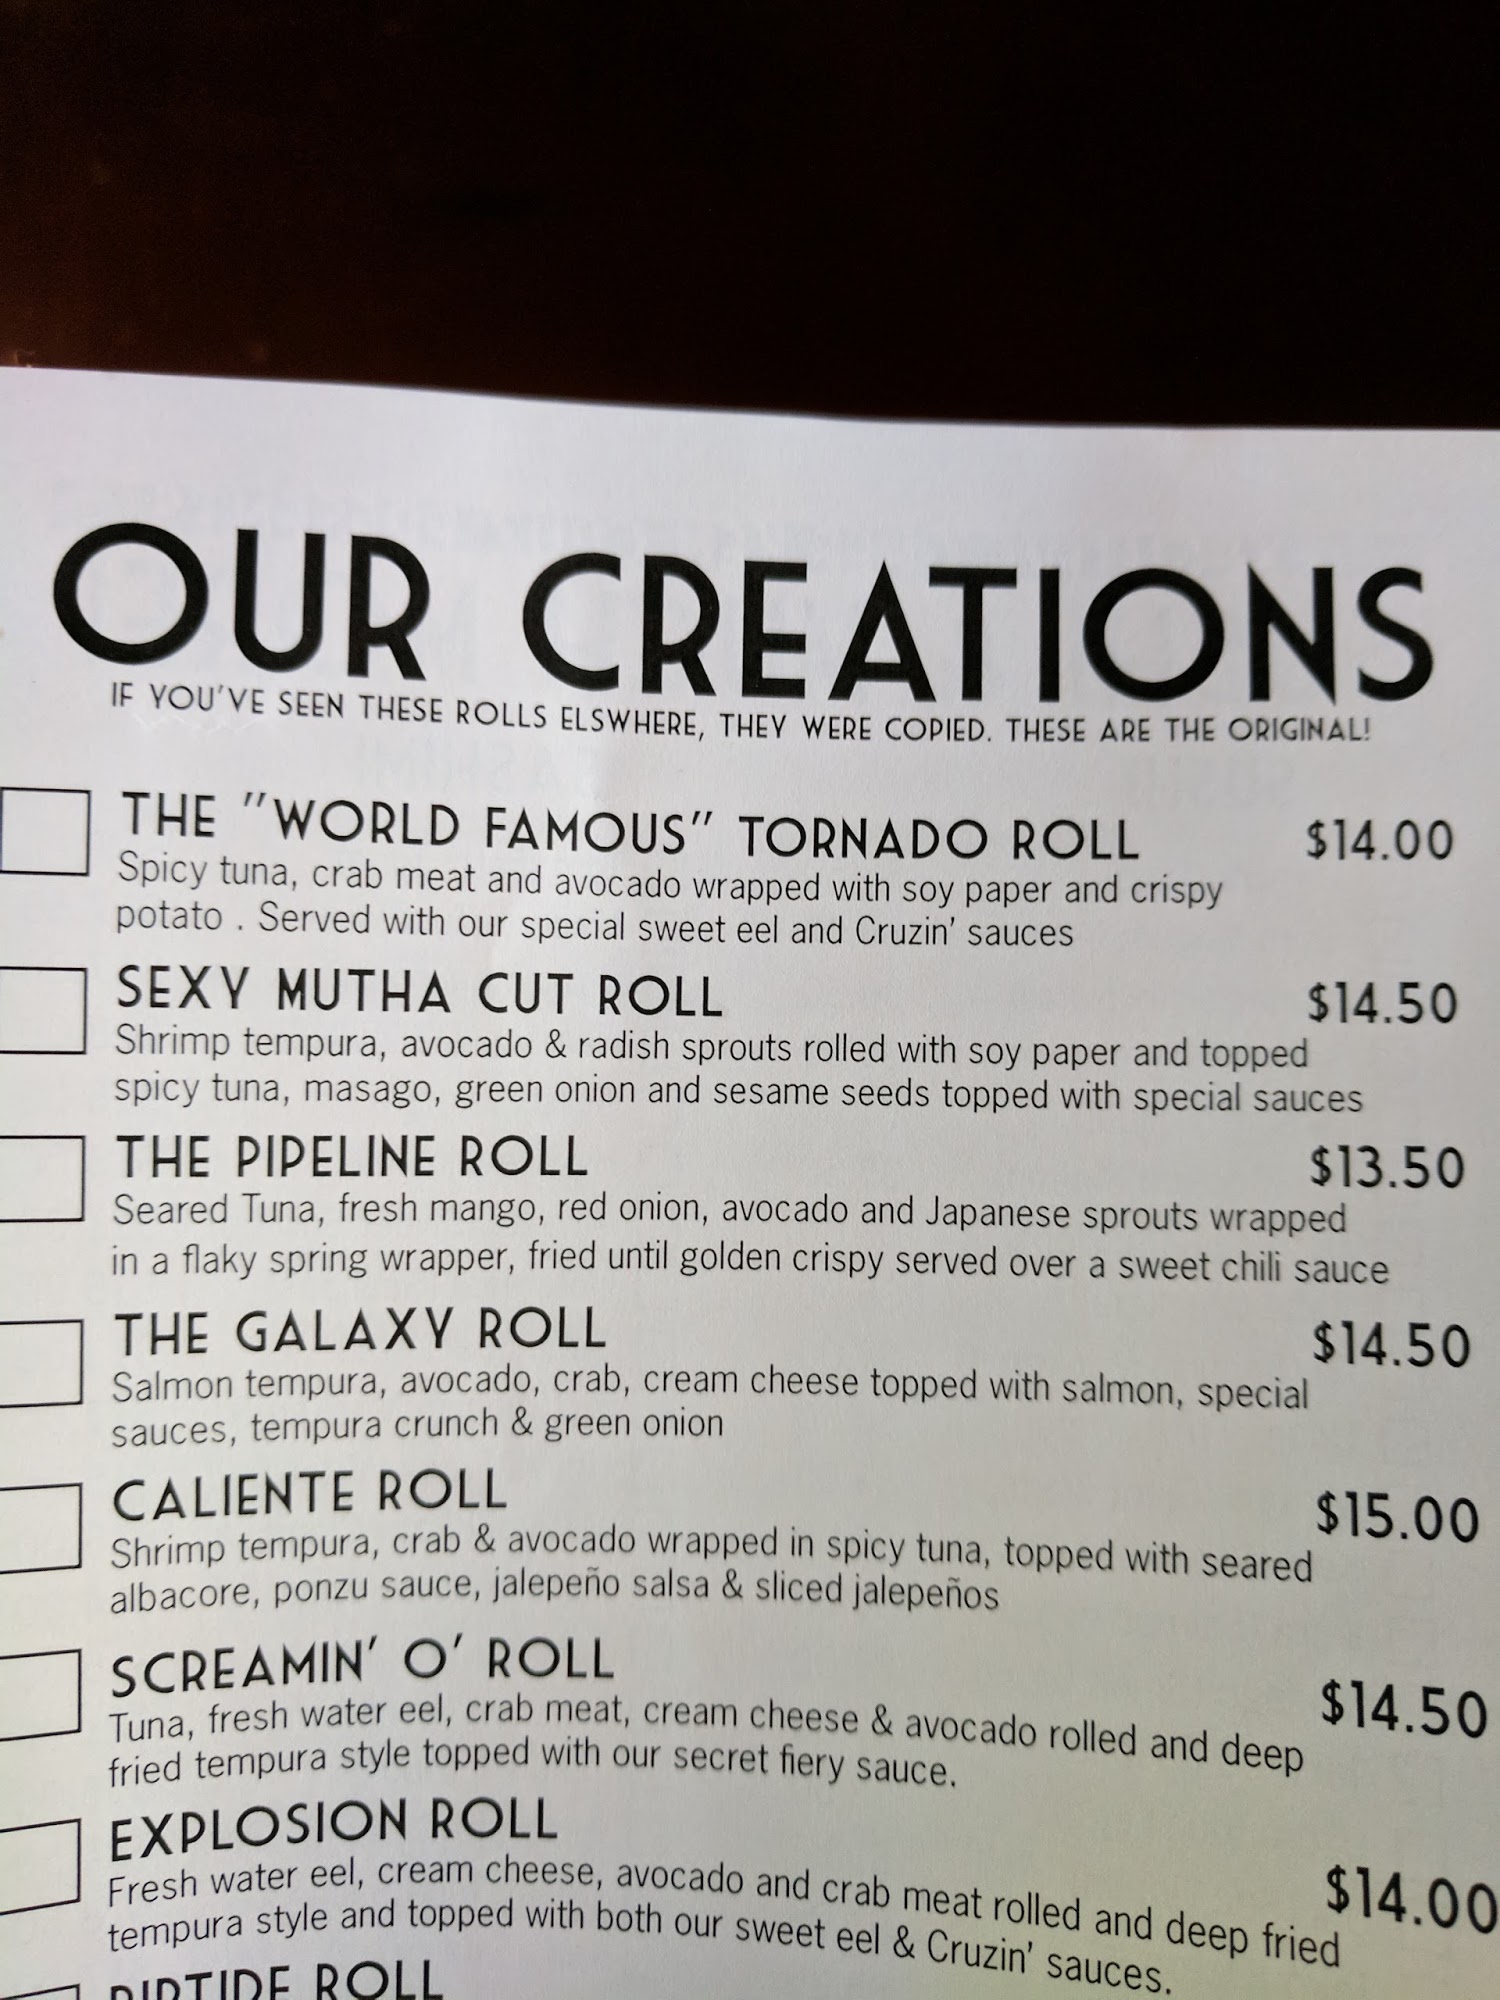 OUR CREATIONS
IF YOU'VE SEEN THESE ROLLS ELSWHERE, THEY WERE COPIED. THESE ARE THE ORIGINAL!
THE "WORLD FAMOUS" TORNADO ROLL $14.00
Spicy tuna, crab meat and avocado wrapped with soy paper and crispy
potato . Served with our special sweet eel and Cruzin' sauces
SEXY MUTHA CUT ROLL $14.50
Shrimp tempura, avocado & radish sprouts rolled with soy paper and topped
spicy tuna, masago, green onion and sesame seeds topped with special sauces
THE PIPELINE ROLL $13.50
Seared Tuna, fresh mango, red onion, avocado and Japanese sprouts wrapped
in a flaky spring wrapper, fried until golden crispy served over a sweet chili sauce
THE GALAXY ROLL $14.50
Salmon tempura, avocado, crab, cream cheese topped with salmon, special
sauces, tempura crunch & green onion
CALIENTE ROLL $15.00
Shrimp tempura, crab & avocado wrapped in spicy tuna, topped with seared
albacore, ponzu sauce, jalepeño salsa & sliced jalepeños
SCREAMIN' O' ROLL $14.50
Tuna, fresh water eel, crab meat, cream cheese & avocado rolled and deep
fried tempura style topped with our secret fiery sauce.
EXPLOSION ROLL $14.00
Fresh water eel, cream cheese, avocado and crab meat rolled and deep fried
tempura style and topped with both our sweet eel & Cruzin' sauces.
RIPTIDE ROLL